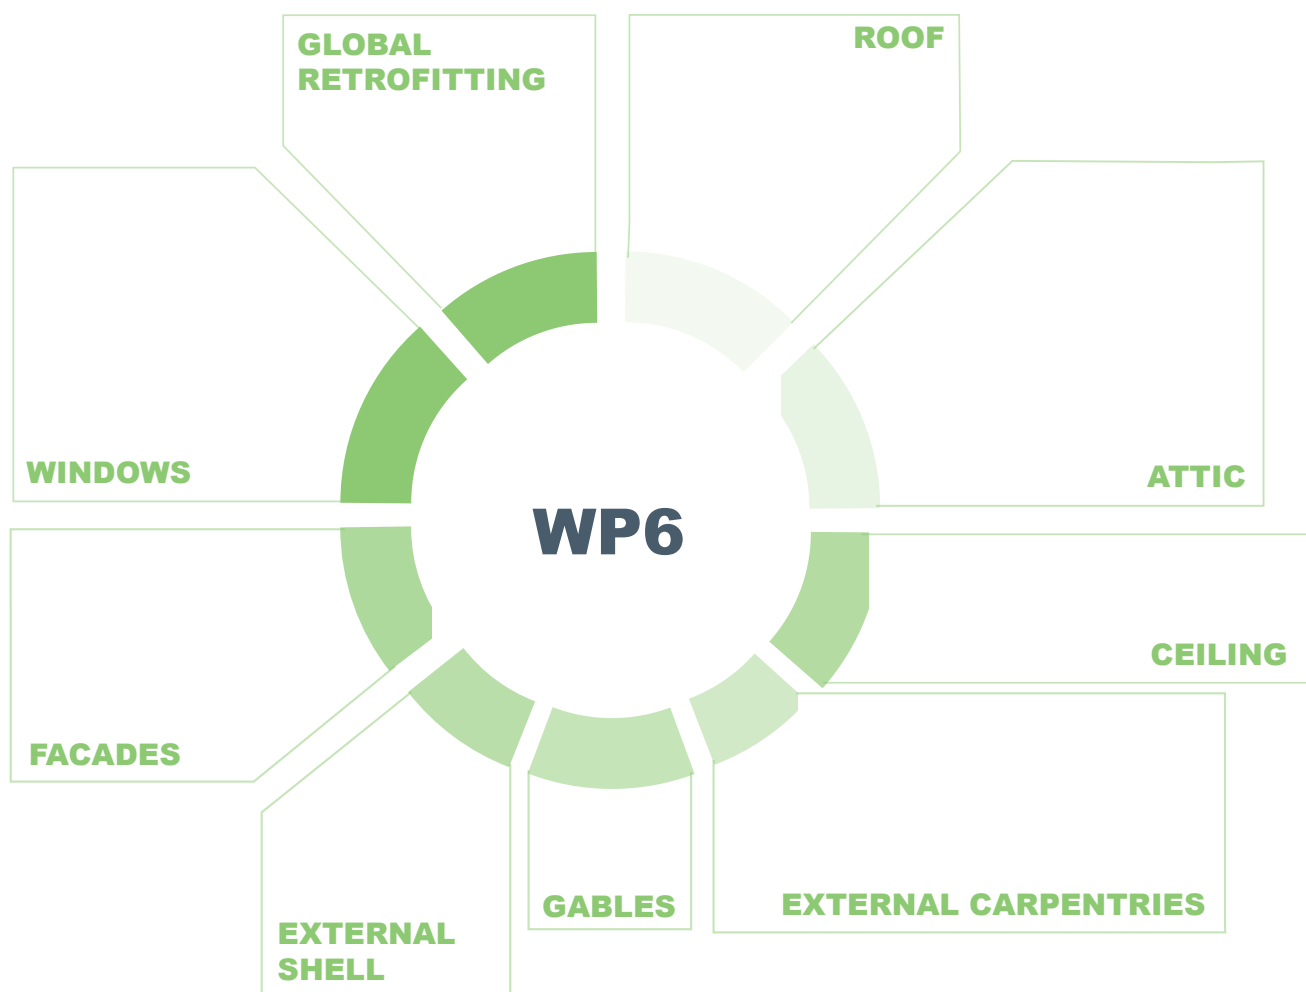 GLOBAL
RETROFITTING
ROOF
WINDOWS
ATTIC
WP6
CEILING
FACADES
GABLES
EXTERNAL CARPENTRIES
EXTERNAL
SHELL